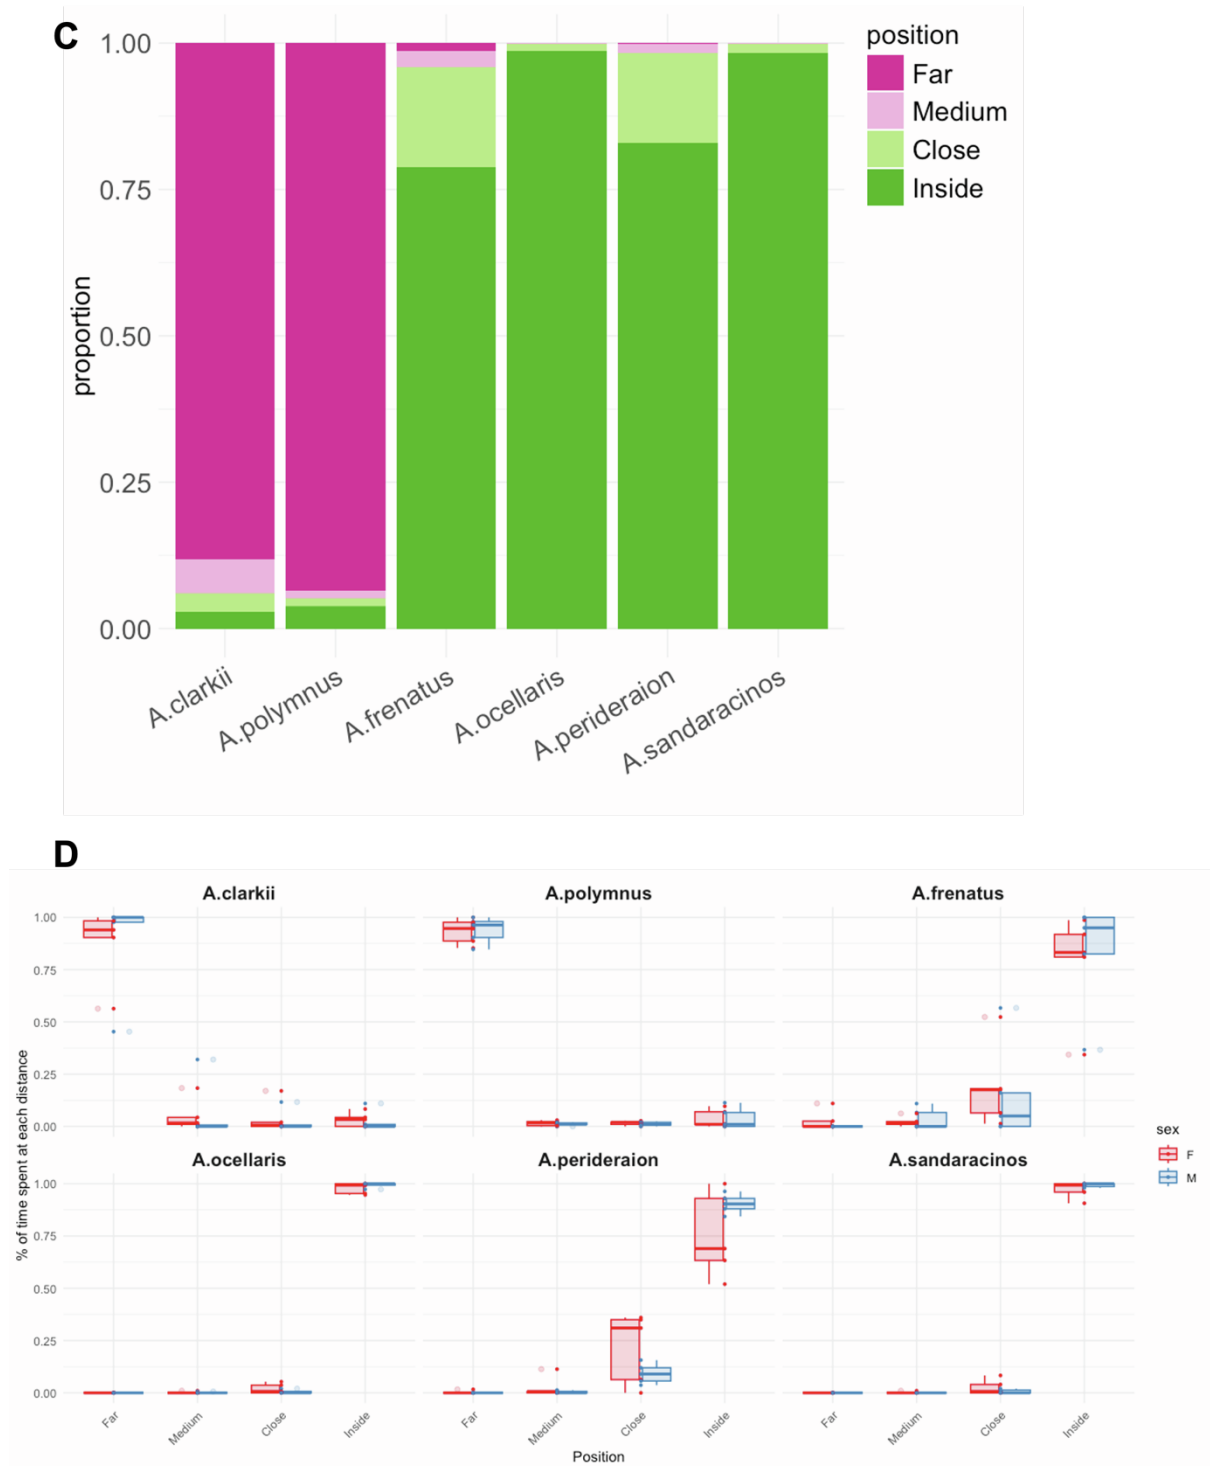 C
1.00
0.75
0.50
0.25
0.00
proportion
A.clarkii
A.polymnus
A.frenatus
A.ocellaris
A.perideraion
A.sandaracinos
position
Far
Medium
Close
Inside
D
A.clarkii
A.polymnus
A.frenatus
1.00
0.75
0.50
0.25
0.00
A.ocellaris
A.perideraion
A.sandaracinos
1.00
0.75
0.50
0.25
0.00
% of time spent at each distance
Far
Medium
Close
Inside
Far
Medium
Close
Inside
Far
Medium
Close
Inside
Position
sex
F
M